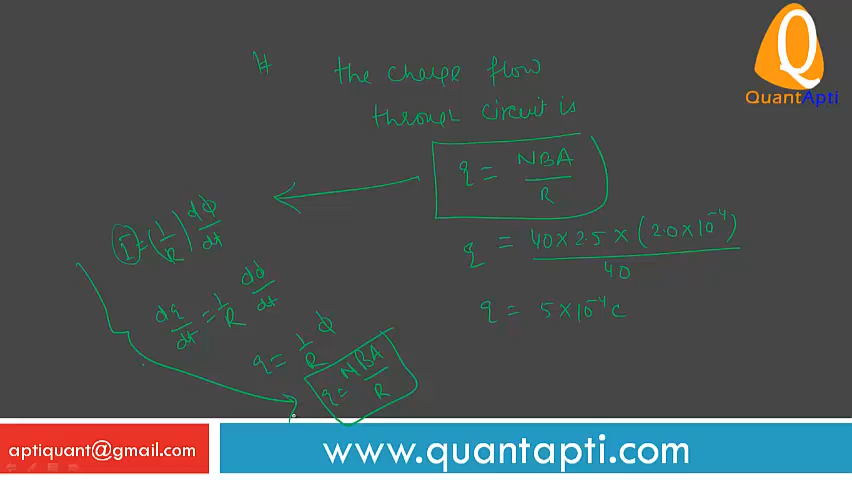 Q
QuantApti
# the charge flow
through circuit is
q = NBA / R
I = (1/R) dϕ/dt
q = 40 × 2.5 × (2.0 × 10⁻⁴) / 40
dq/dt = 1/R dϕ/dt
q = 5 × 10⁻⁴ C
q = 1/R ϕ
q = NBA / R
aptiquant@gmail.com
www.quantapti.com